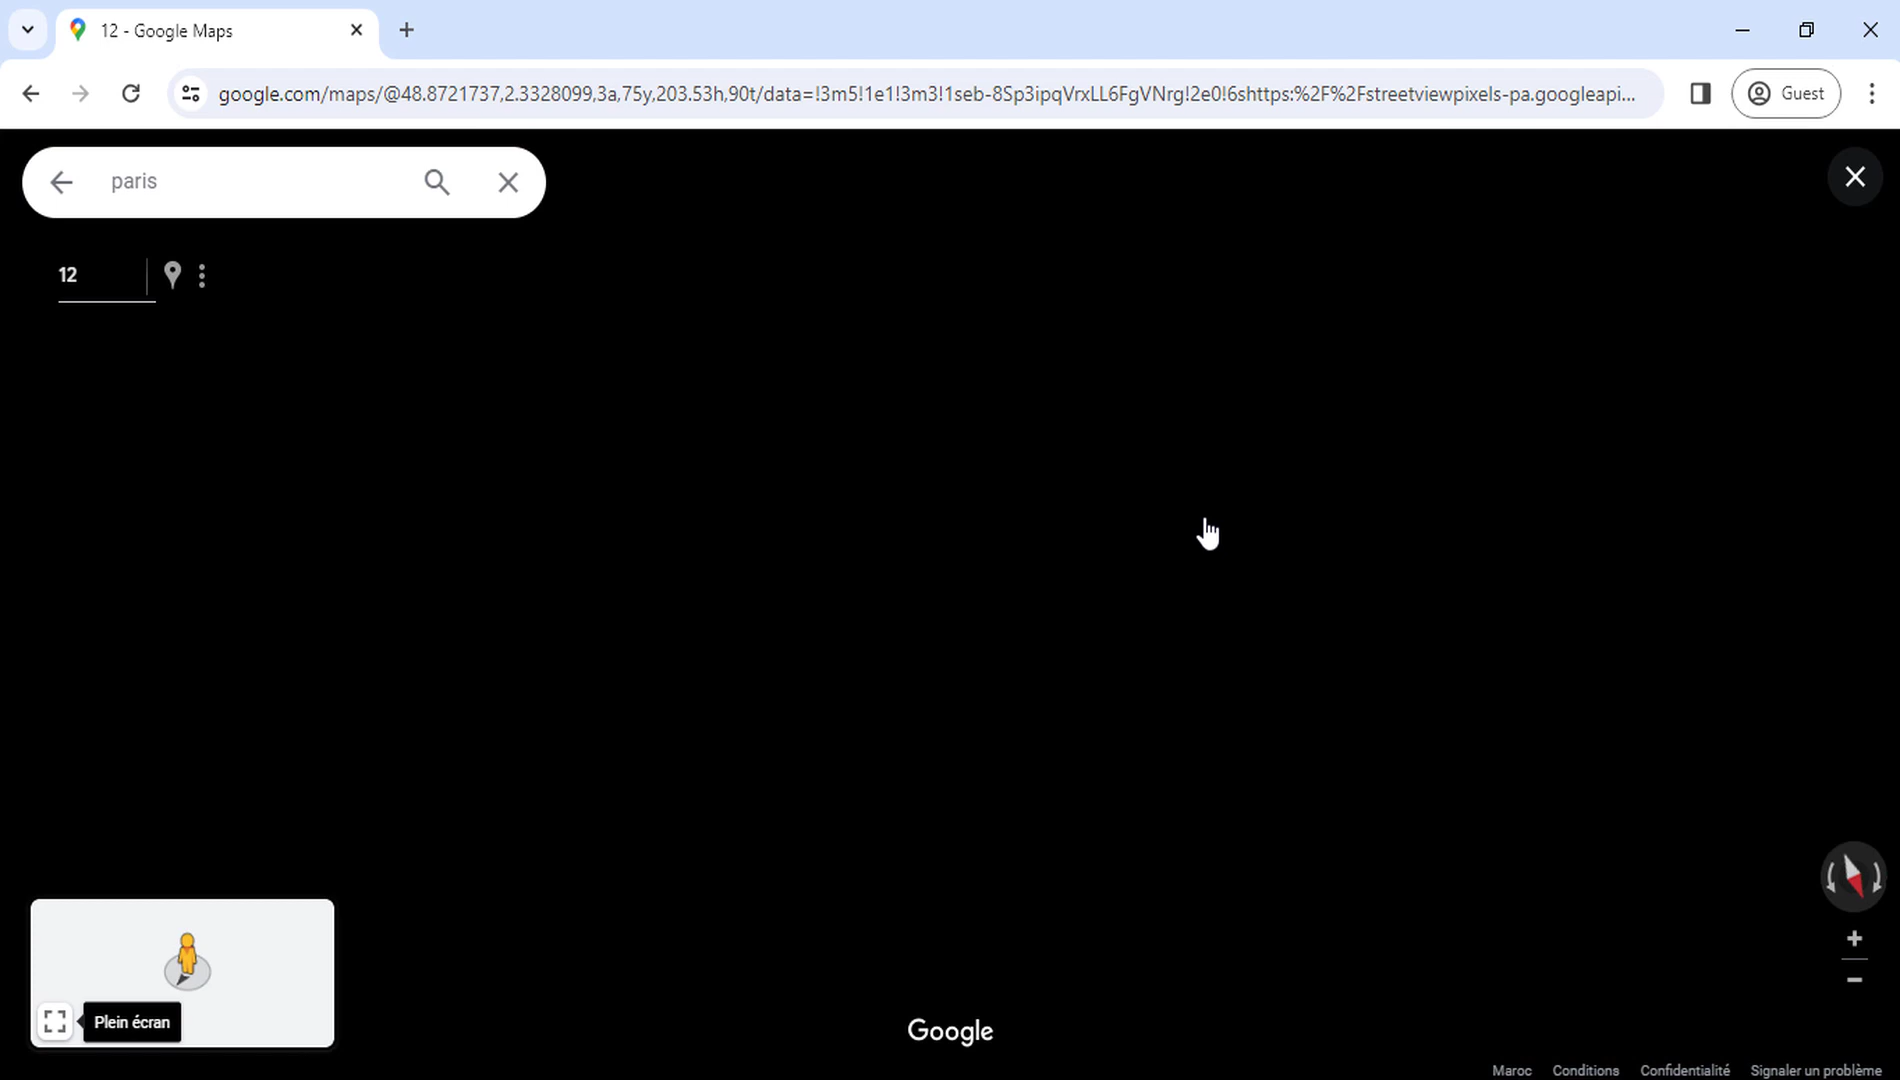 12 - Google Maps
google.com/maps/@48.8721737,2.3328099,3a,75y,203.53h,90t/data=!3m5!1e1!3m3!1seb-8Sp3ipqVrxLL6FgVNrg!2e0!6shttps:%2F%2Fstreetviewpixels-pa.googleapi...
Guest
paris
12
Plein écran
Google
Maroc Conditions Confidentialité Signaler un problème